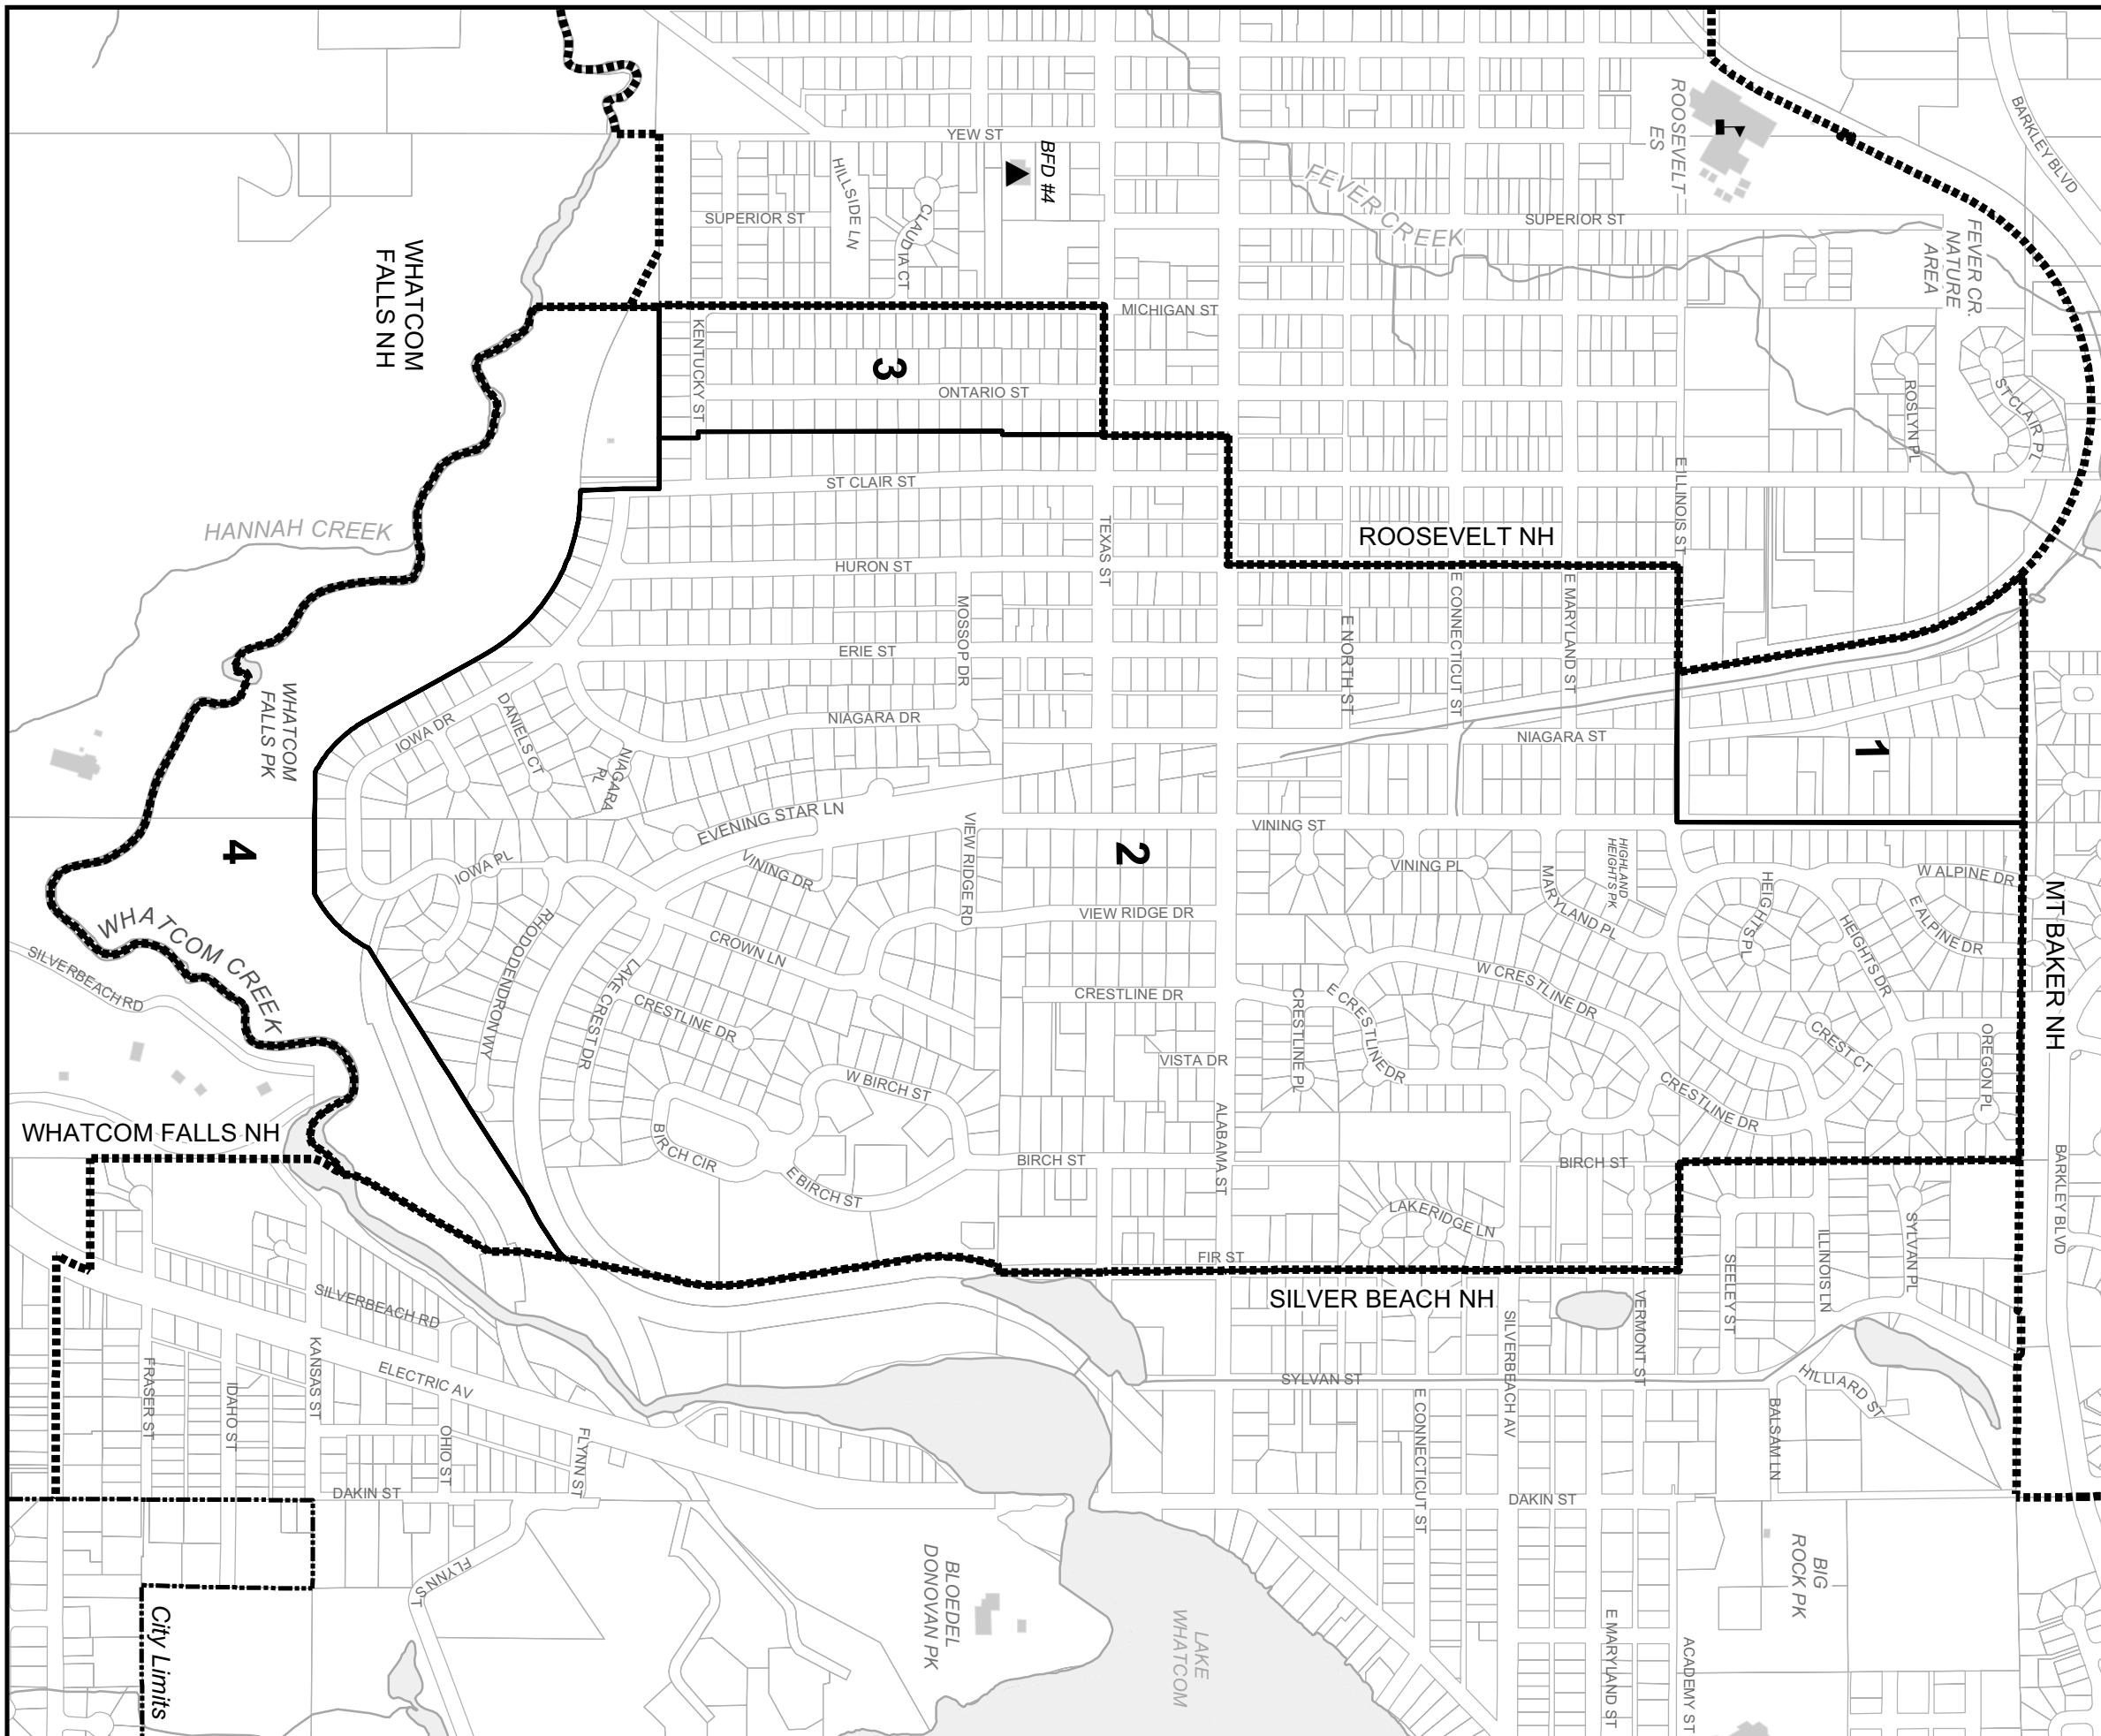 BARKLEY BLVD
ROOSEVELT
ES
YEW ST
BFD #4
HILLSIDE LN
CLAUDIA CT
SUPERIOR ST
FEVER CREEK
SUPERIOR ST
FEVER CR.
NATURE
AREA
WHATCOM
FALLS NH
MICHIGAN ST
KENTUCKY ST
3
ONTARIO ST
ROSLYN PL
ST CLAIR PL
ST CLAIR ST
E ILLINOIS ST
HANNAH CREEK
TEXAS ST
ROOSEVELT NH
HURON ST
MOSSOP DR
E NORTH ST
E CONNECTICUT ST
E MARYLAND ST
ERIE ST
WHATCOM
FALLS PK
IOWA DR
DANIELS CT
NIAGARA
PL
NIAGARA DR
NIAGARA ST
1
EVENING STAR LN
VIEW RIDGE RD
VINING ST
4
2
IOWA PL
VINING DR
VINING PL
HIGHLAND
HEIGHTS PK
MARYLAND PL
HEIGHTS PL
HEIGHTS DR
W ALPINE DR
E ALPINE DR
MT BAKER NH
VIEW RIDGE DR
WHATCOM CREEK
SILVERBEACH RD
RHODODENDRON WY
CROWN LN
LAKE CREST DR
CRESTLINE DR
CRESTLINE DR
CRESTLINE PL
E CRESTLINE DR
W CRESTLINE DR
CREST CT
OREGON PL
VISTA DR
W BIRCH ST
CRESTLINE DR
ALABAMA ST
WHATCOM FALLS NH
BIRCH CIR
E BIRCH ST
BIRCH ST
BIRCH ST
BARKLEY BLVD
LAKERIDGE LN
FIR ST
SEELEY ST
ILLINOIS LN
SYLVAN PL
SILVERBEACH RD
SILVER BEACH NH
SILVERBEACH AV
VERMONT ST
FRASER ST
IDAHO ST
KANSAS ST
ELECTRIC AV
OHIO ST
FLYNN ST
SYLVAN ST
HILLIARD ST
E CONNECTICUT ST
BALSAM LN
DAKIN ST
DAKIN ST
FLYNN ST
BLOEDEL
DONOVAN PK
BIG
ROCK PK
City Limits
LAKE
WHATCOM
E MARYLAND ST
ACADEMY ST